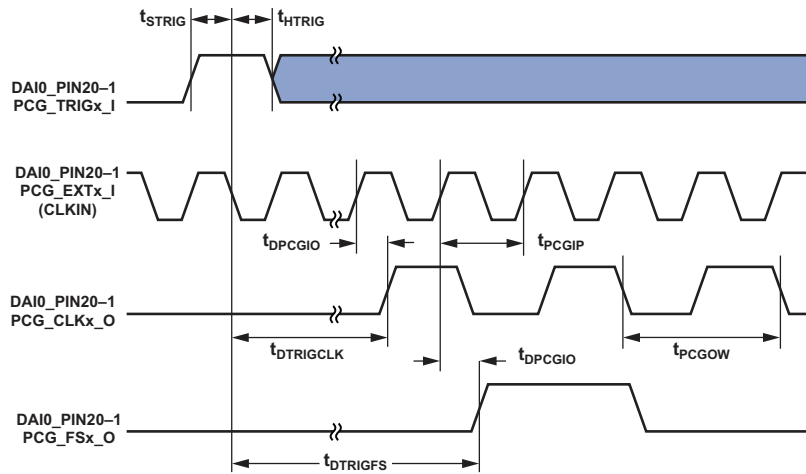 tSTRIG
tHTRIG
DAI0_PIN20–1
PCG_TRIGx_I
DAI0_PIN20–1
PCG_EXTx_I
(CLKIN)
tDPCGIO
tPCGIP
DAI0_PIN20–1
PCG_CLKx_O
tDTRIGCLK
tDPCGIO
tPCGOW
DAI0_PIN20–1
PCG_FSx_O
tDTRIGFS